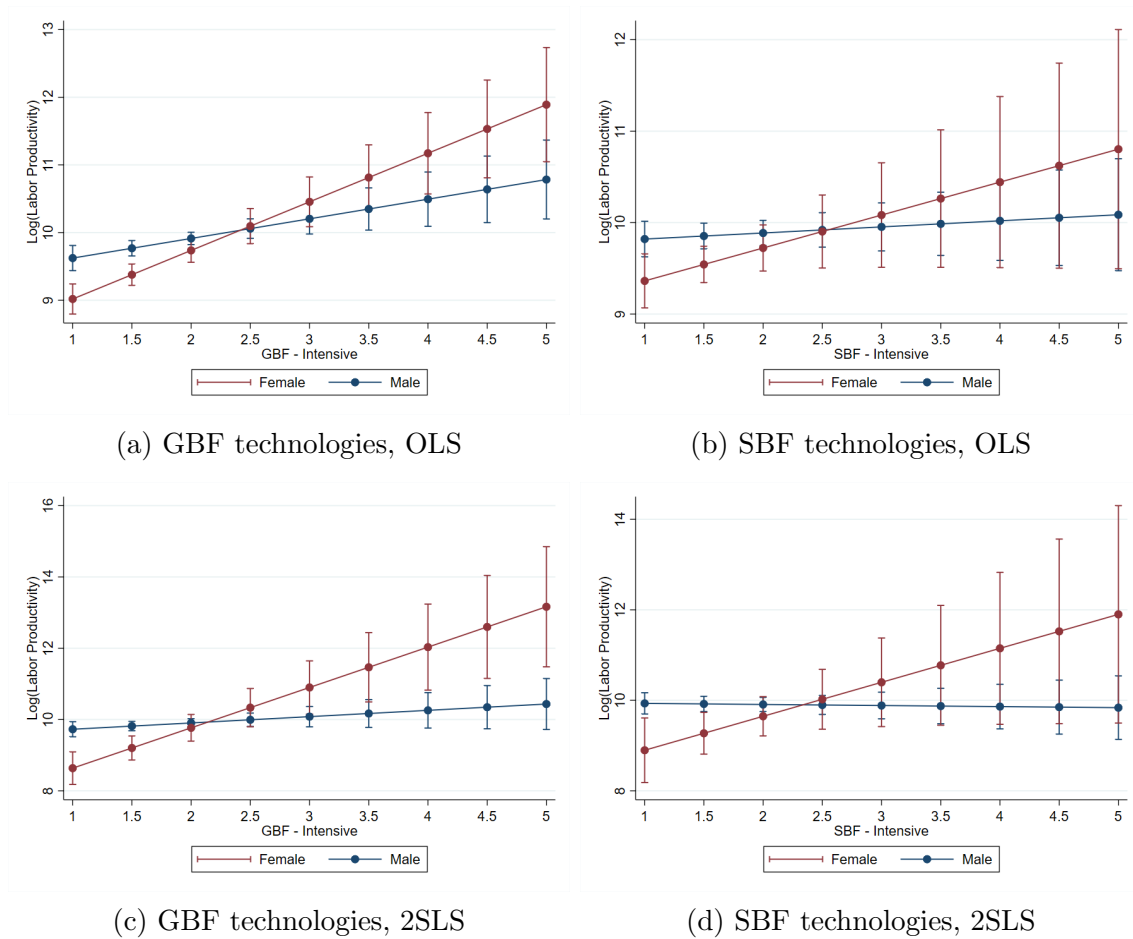 Log(Labor Productivity)
13
12
11
10
9
1 1.5 2 2.5 3 3.5 4 4.5 5
GBF - Intensive
Female Male
(a) GBF technologies, OLS
Log(Labor Productivity)
12
11
10
9
1 1.5 2 2.5 3 3.5 4 4.5 5
SBF - Intensive
Female Male
(b) SBF technologies, OLS
Log(Labor Productivity)
16
14
12
10
8
1 1.5 2 2.5 3 3.5 4 4.5 5
GBF - Intensive
Female Male
(c) GBF technologies, 2SLS
Log(Labor Productivity)
14
12
10
8
1 1.5 2 2.5 3 3.5 4 4.5 5
SBF - Intensive
Female Male
(d) SBF technologies, 2SLS